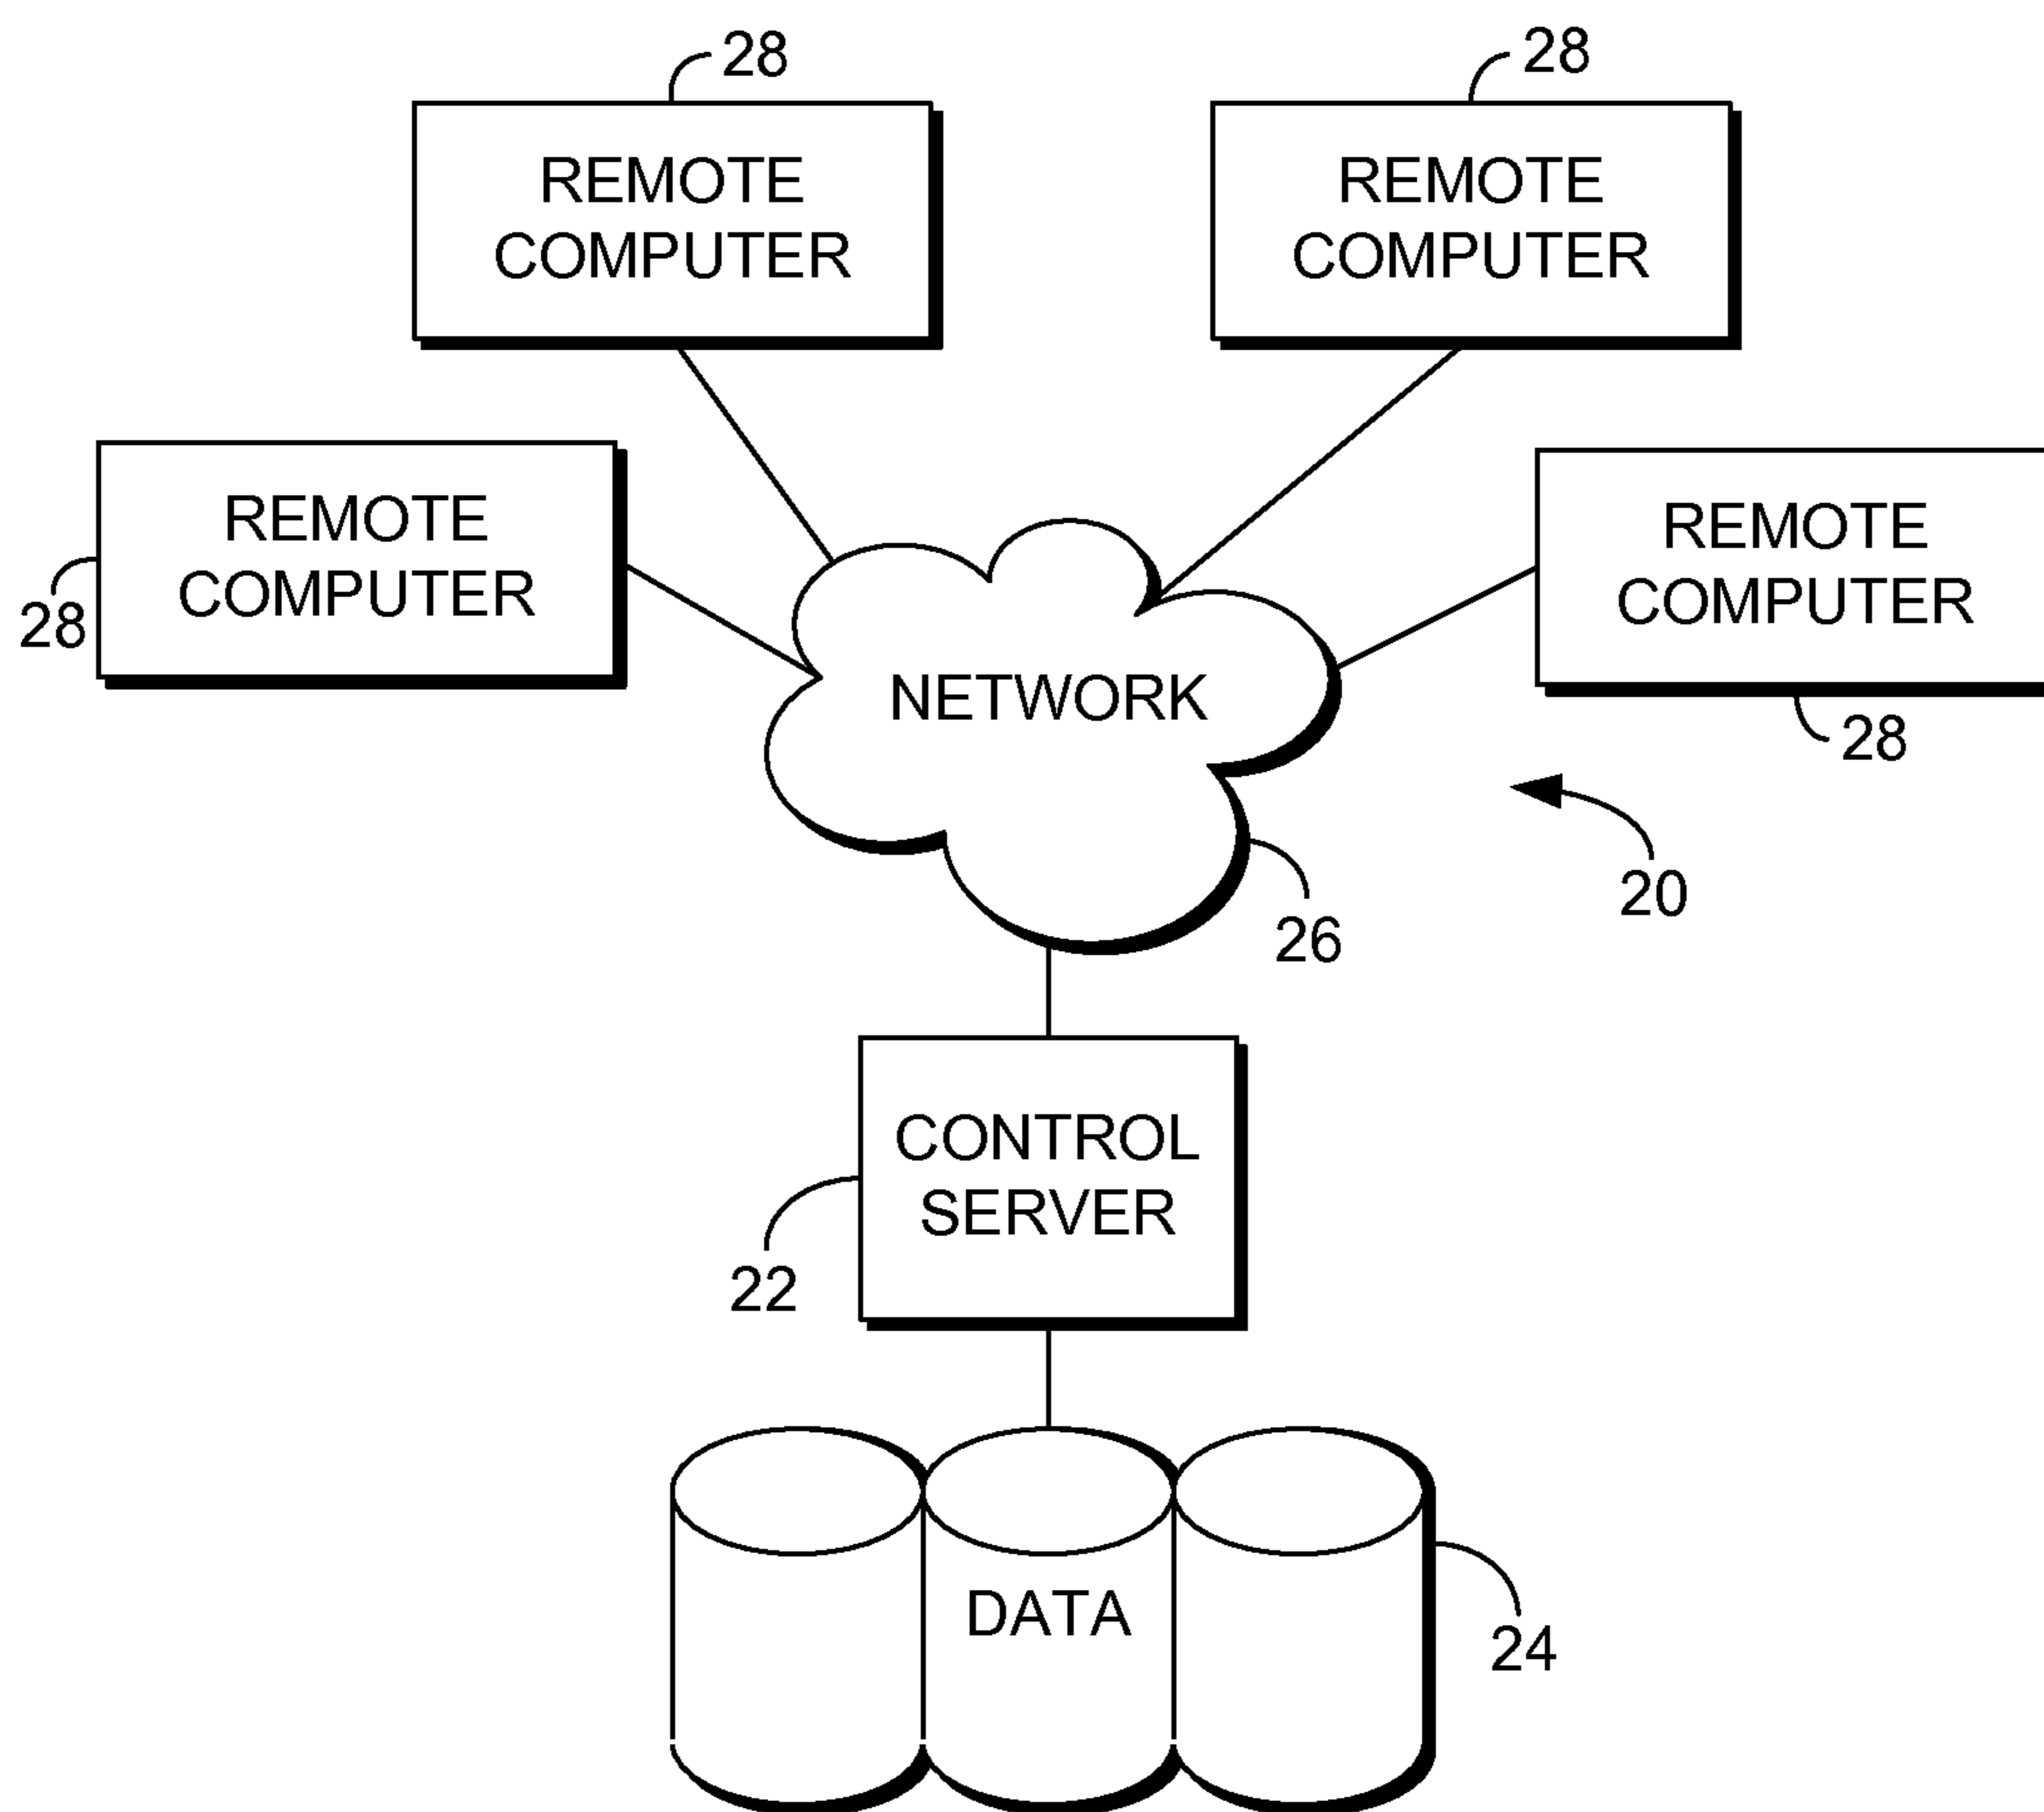 28
28
REMOTE
COMPUTER
REMOTE
COMPUTER
REMOTE
COMPUTER
28
REMOTE
COMPUTER
28
NETWORK
20
26
CONTROL
SERVER
22
DATA
24